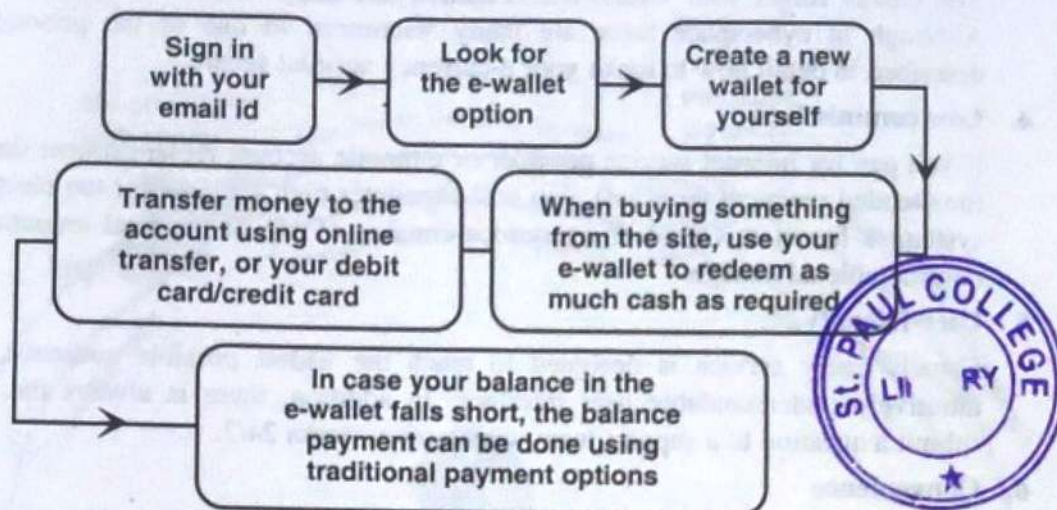 Sign in
with your
email id
Look for
the e-wallet
option
Create a new
wallet for
yourself
Transfer money to the
account using online
transfer, or your debit
card/credit card
When buying something
from the site, use your
e-wallet to redeem as
much cash as required
In case your balance in the
e-wallet falls short, the balance
payment can be done using
traditional payment options
St. PAUL COLLEGE
RY